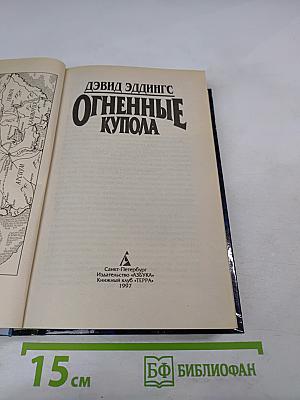 ДЭВИД ЭДДИНГС
ОГНЕННЫЕ
КУПОЛА
Санкт-Петербург
Издательство «АЗБУКА»
Книжный клуб «ТЕРРА»
1997
15 см
БФ БИБЛИОФАН